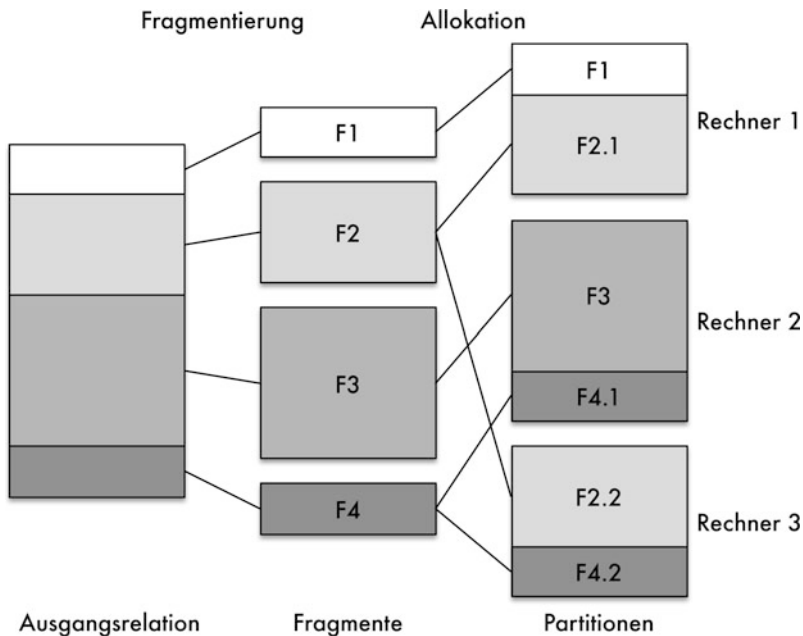 Fragmentierung
Allokation
F1
F1
Rechner 1
F2.1
F2
F3
Rechner 2
F3
F4.1
F4
F2.2
Rechner 3
F4.2
Ausgangsrelation
Fragmente
Partitionen